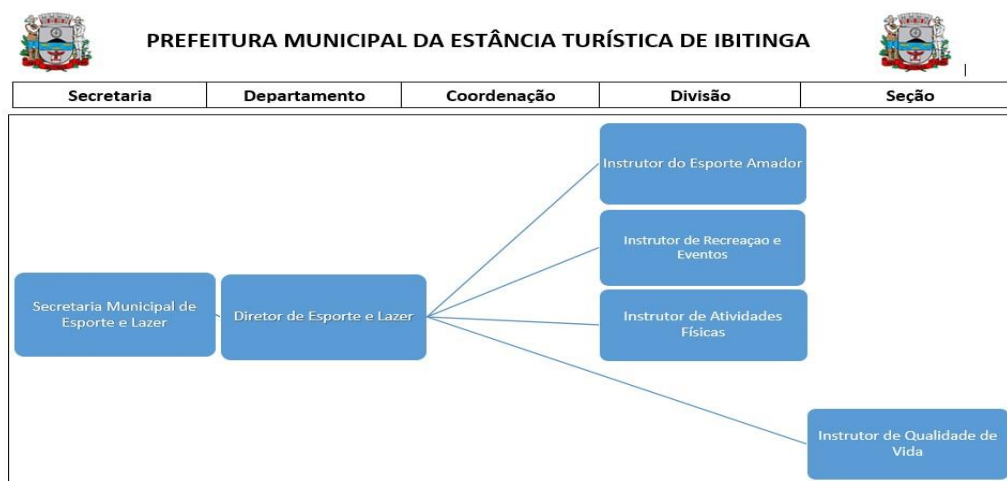 PREFEITURA MUNICIPAL DA ESTÂNCIA TURÍSTICA DE IBITINGA
Secretaria
Departamento
Coordenação
Divisão
Seção
Instrutor do Esporte Amador
Instrutor de Recreaçao e
Eventos
Secretaria Municipal de
Esporte e Lazer
Diretor de Esporte e Lazer
Instrutor de Atividades
Físicas
Instrutor de Qualidade de
Vida